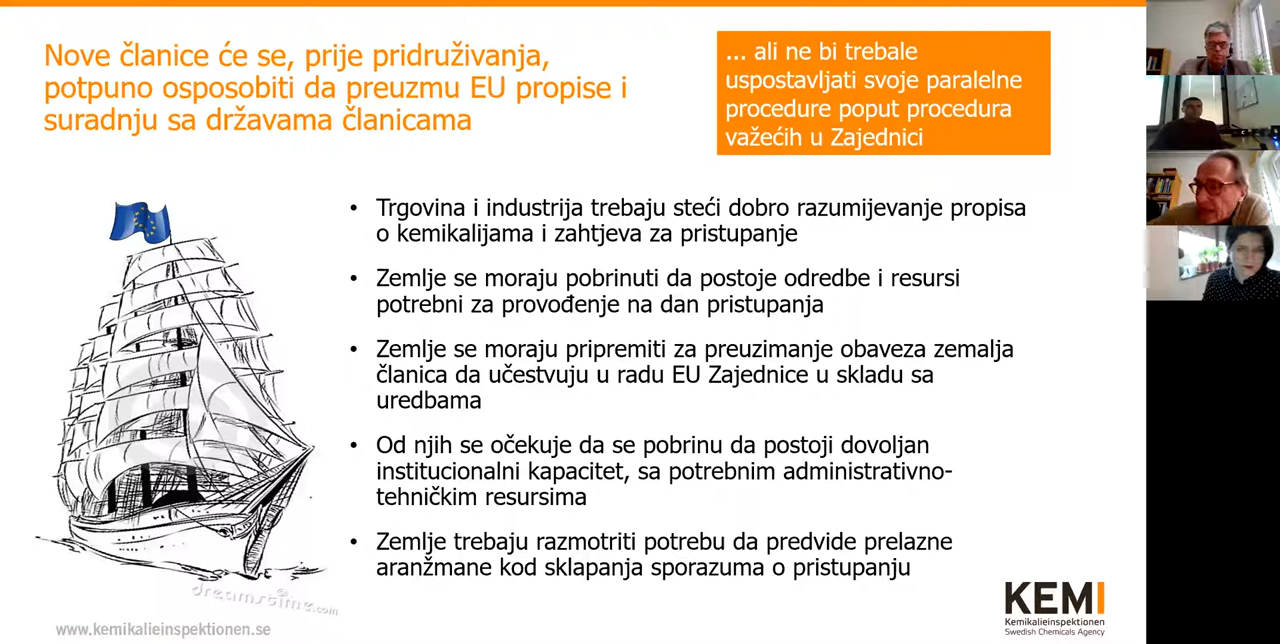 Nove članice će se, prije pridruživanja,
potpuno osposobiti da preuzmu EU propise i
suradnju sa državama članicama
... ali ne bi trebale
uspostavljati svoje paralelne
procedure poput procedura
važećih u Zajednici
• Trgovina i industrija trebaju steći dobro razumijevanje propisa
o kemikalijama i zahtjeva za pristupanje
• Zemlje se moraju pobrinuti da postoje odredbe i resursi
potrebni za provođenje na dan pristupanja
• Zemlje se moraju pripremiti za preuzimanje obaveza zemalja
članica da učestvuju u radu EU Zajednice u skladu sa
uredbama
• Od njih se očekuje da se pobrinu da postoji dovoljan
institucionalni kapacitet, sa potrebnim administrativno-
tehničkim resursima
• Zemlje trebaju razmotriti potrebu da predvide prelazne
aranžmane kod sklapanja sporazuma o pristupanju
dreamstime.com
www.kemikalieinspektionen.se
KEMI
Kemikalieinspektionen
Swedish Chemicals Agency